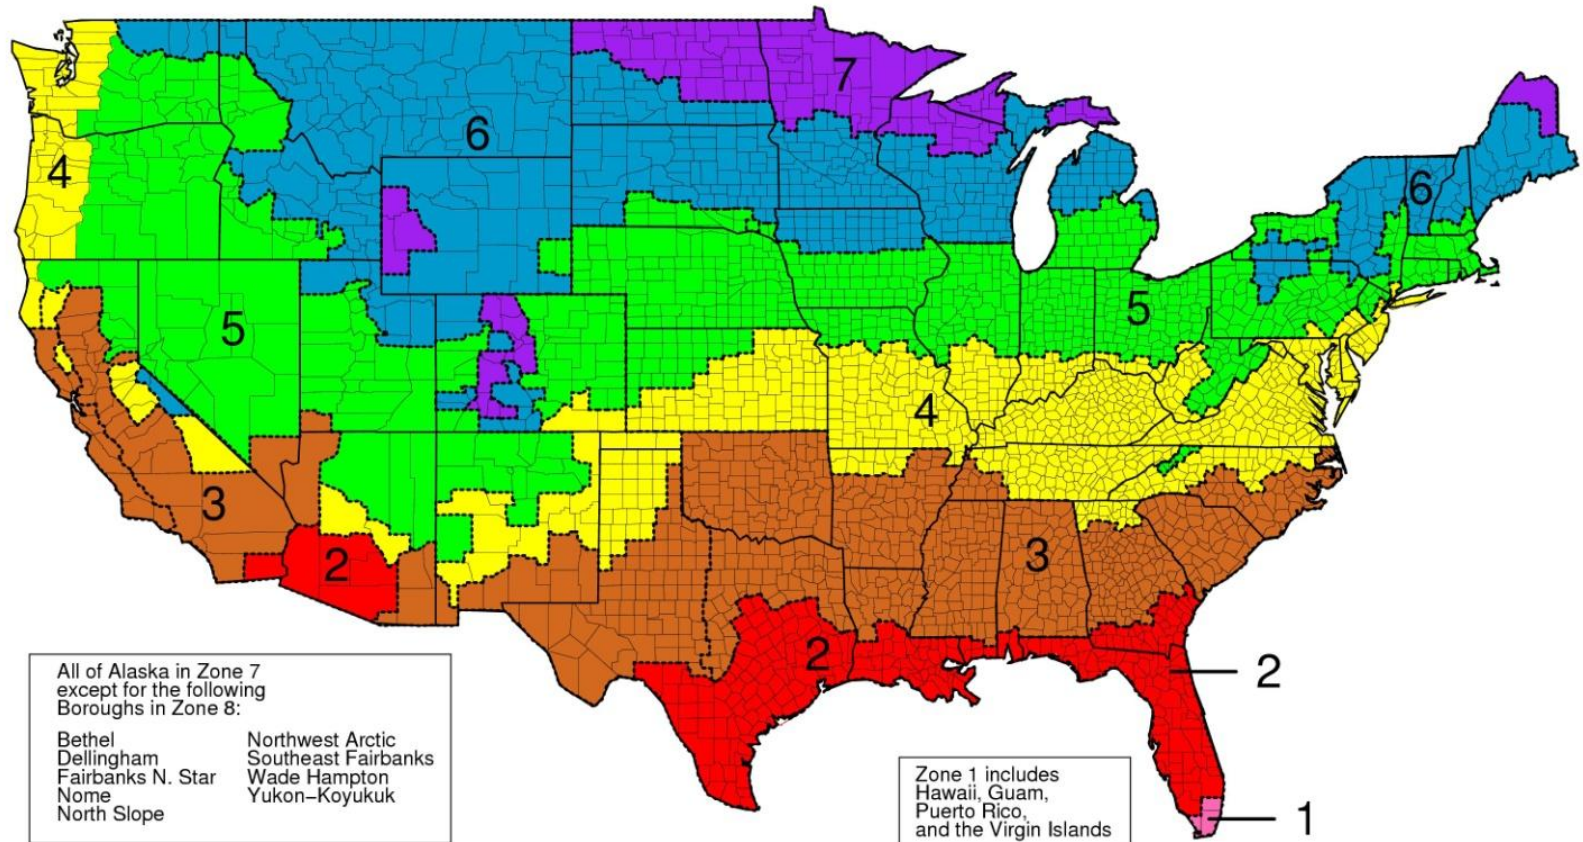 7
6
6
4
5
5
4
3
3
2
2
2
1
All of Alaska in Zone 7
except for the following
Boroughs in Zone 8:
Bethel
Dellingham
Fairbanks N. Star
Nome
North Slope
Northwest Arctic
Southeast Fairbanks
Wade Hampton
Yukon–Koyukuk
Zone 1 includes
Hawaii, Guam,
Puerto Rico,
and the Virgin Islands